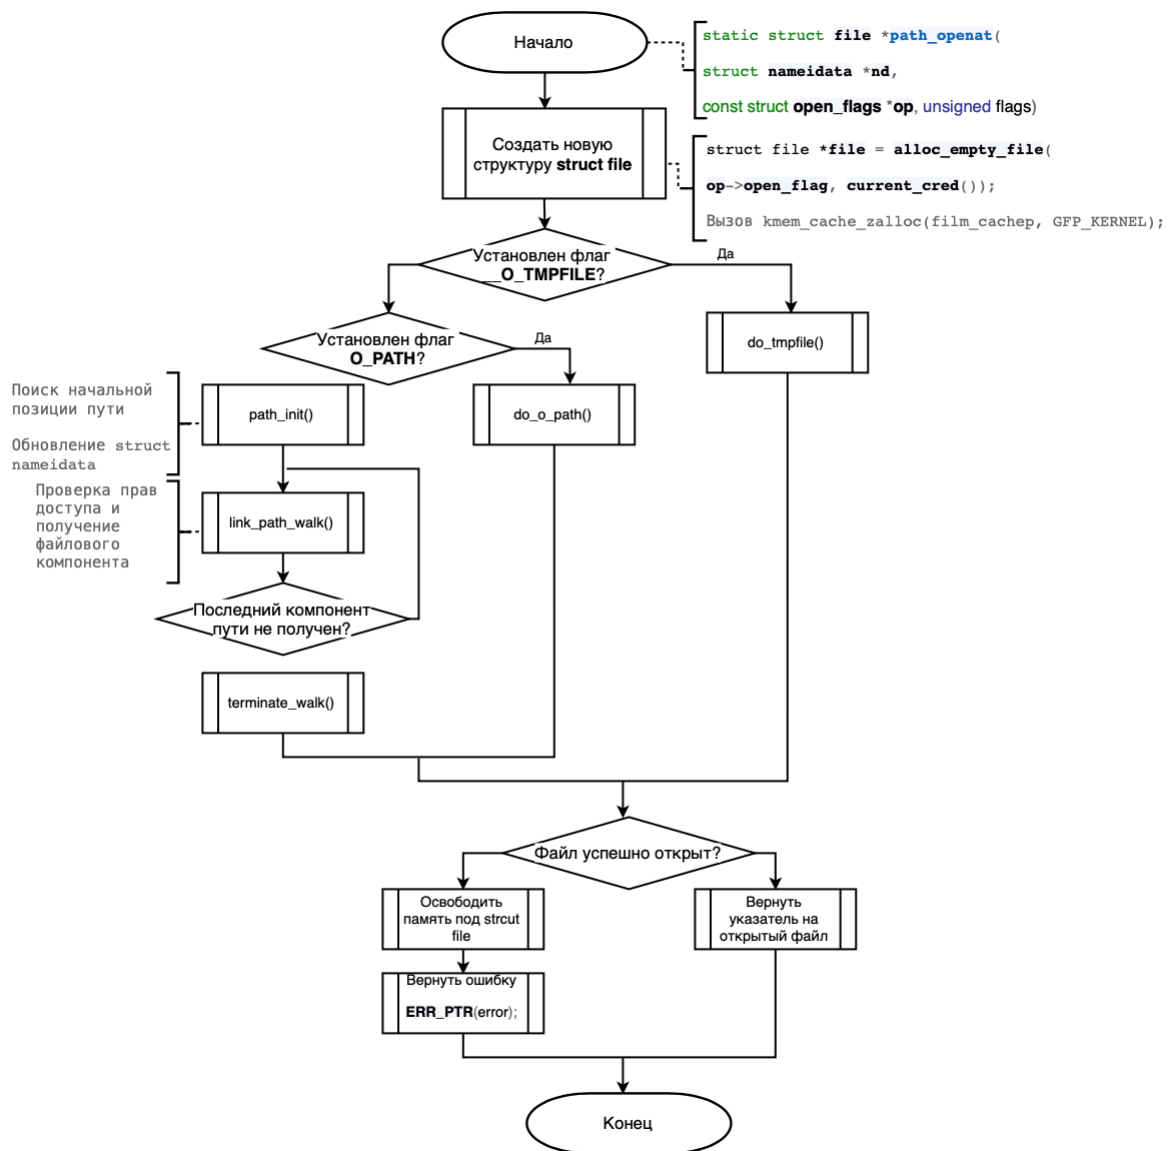 Начало
static struct file *path_openat(
struct nameidata *nd,
const struct open_flags *op, unsigned flags)
Создать новую
структуру struct file
struct file *file = alloc_empty_file(
op->open_flag, current_cred());
Вызов kmem_cache_zalloc(film_cachep, GFP_KERNEL);
Установлен флаг
__O_TMPFILE?
Да
Установлен флаг
O_PATH?
Да
do_tmpfile()
Поиск начальной
позиции пути
Обновление struct
nameidata
path_init()
do_o_path()
Проверка прав
доступа и
получение
файлового
компонента
link_path_walk()
Последний компонент
пути не получен?
terminate_walk()
Файл успешно открыт?
Освободить
память под strcut
file
Вернуть
указатель на
открытый файл
Вернуть ошибку
ERR_PTR(error);
Конец